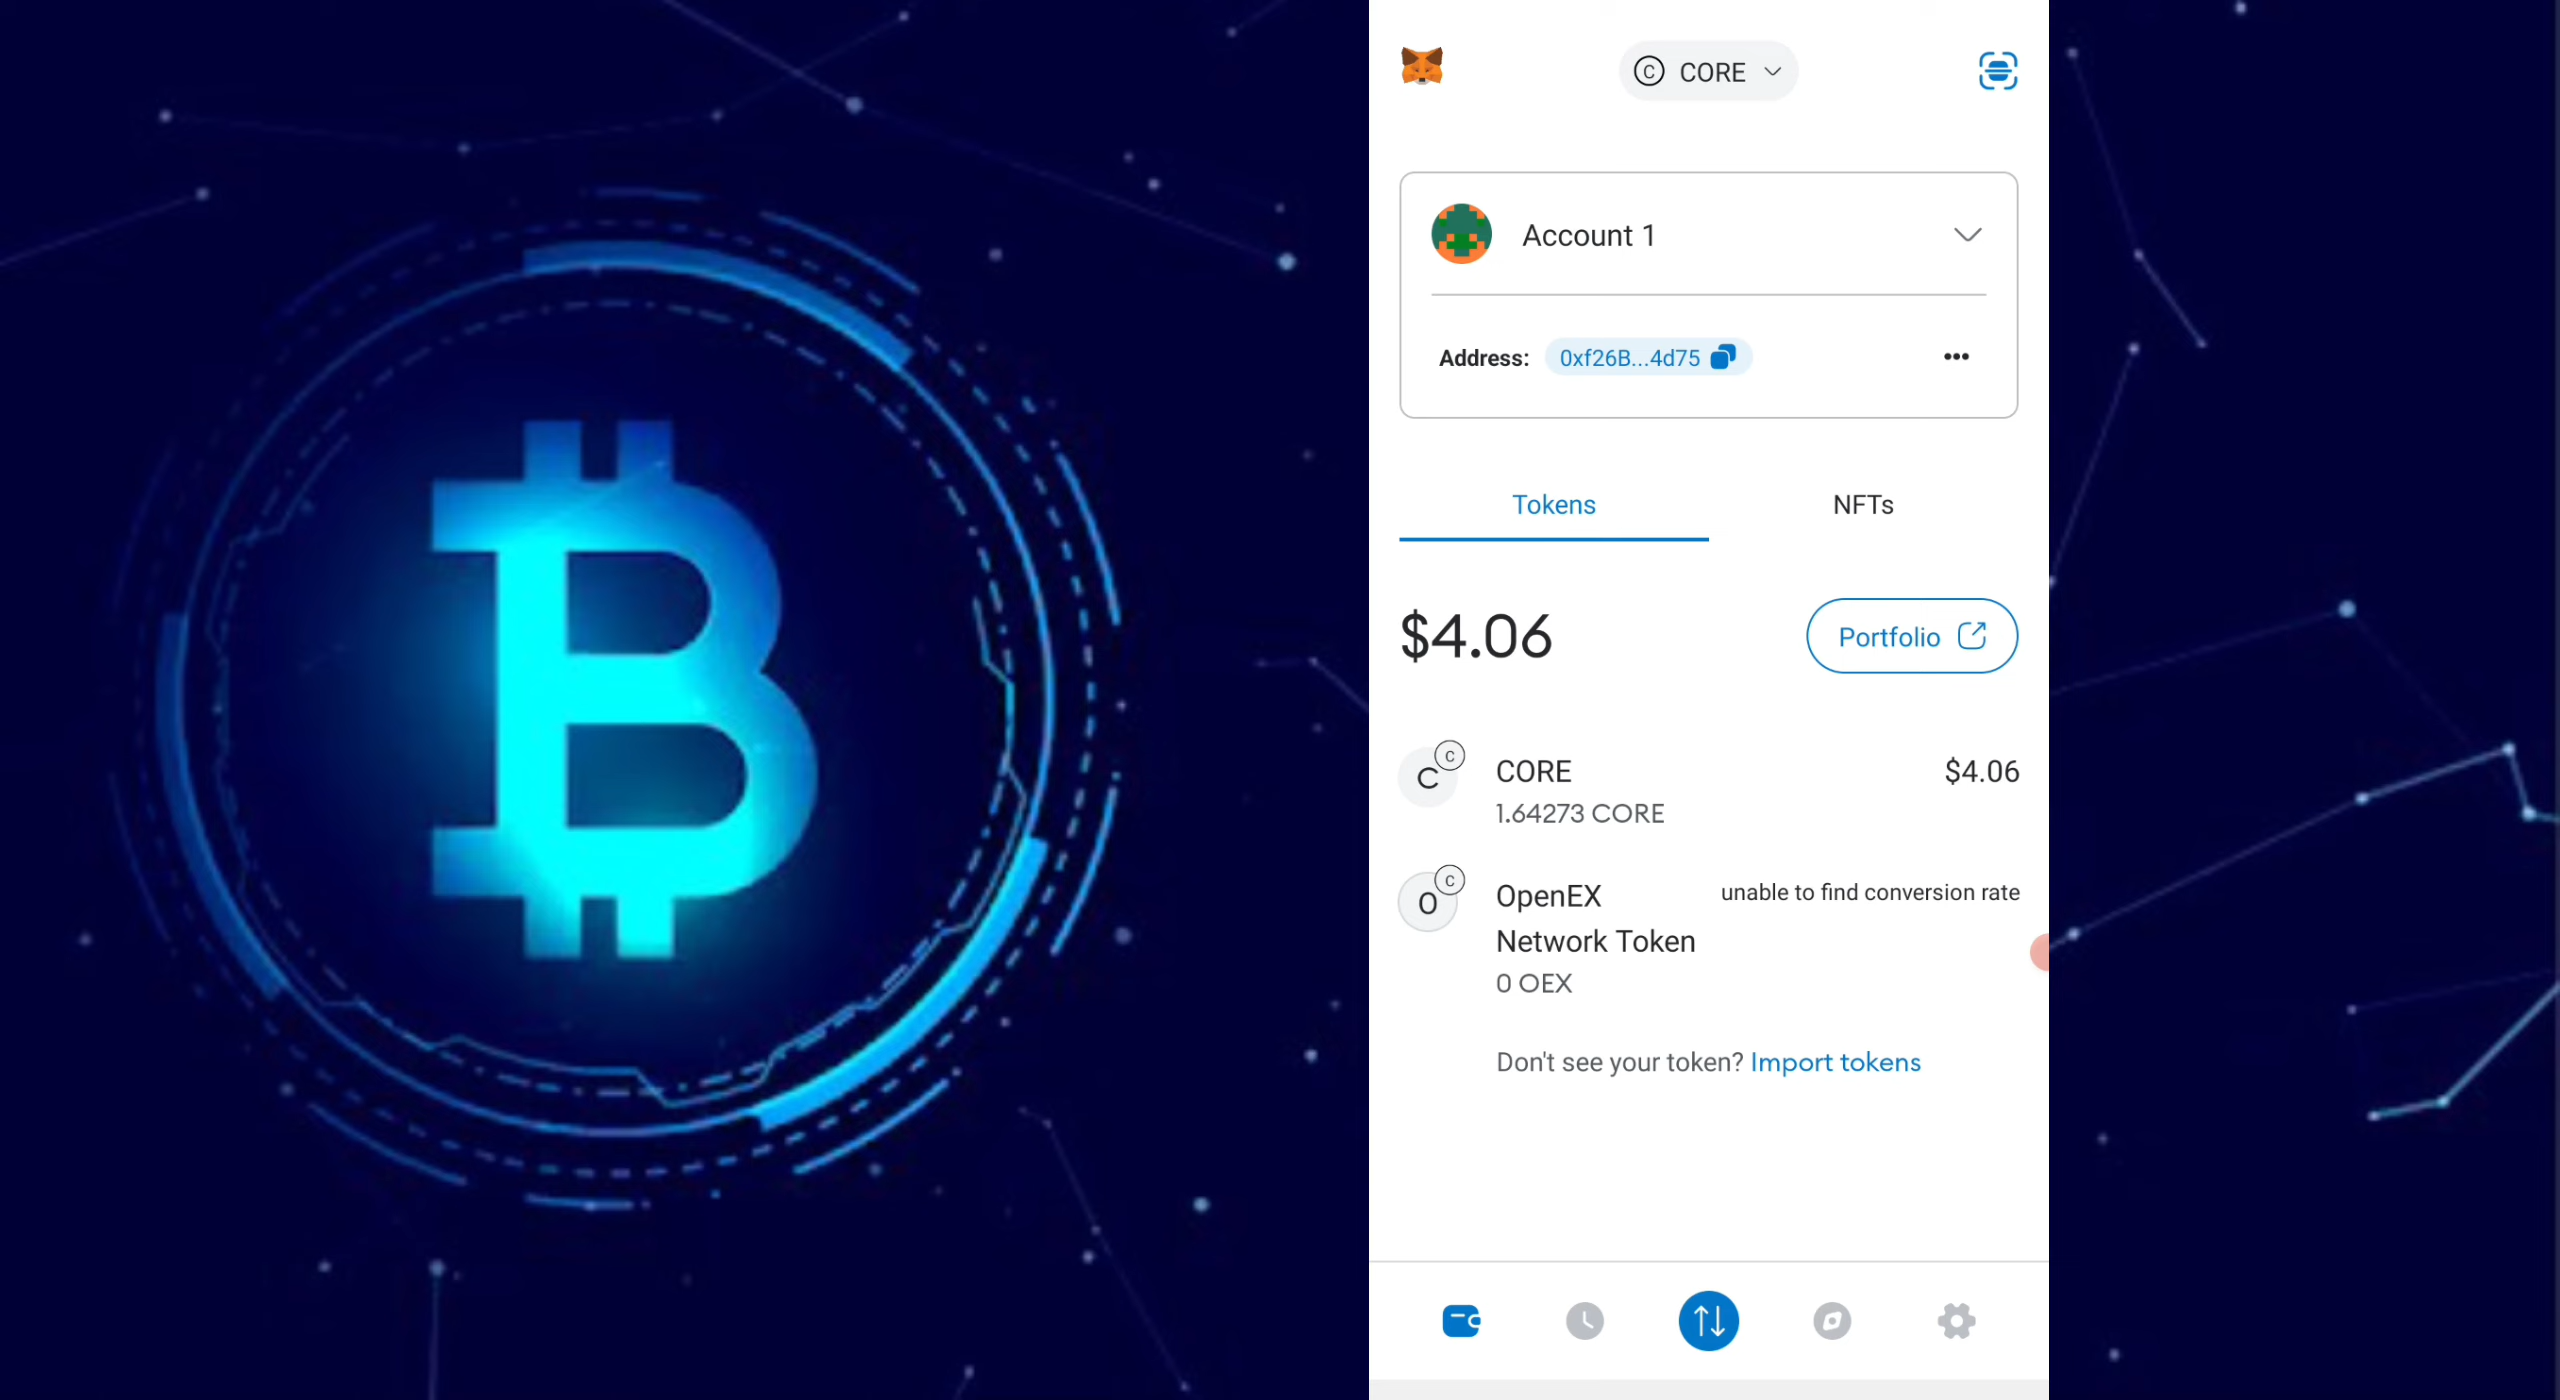 CORE
Account 1
Address: 0xf26B...4d75
Tokens NFTs
$4.06 Portfolio
C C CORE $4.06
1.64273 CORE
O C OpenEX unable to find conversion rate
Network Token
0 OEX
Don't see your token? Import tokens